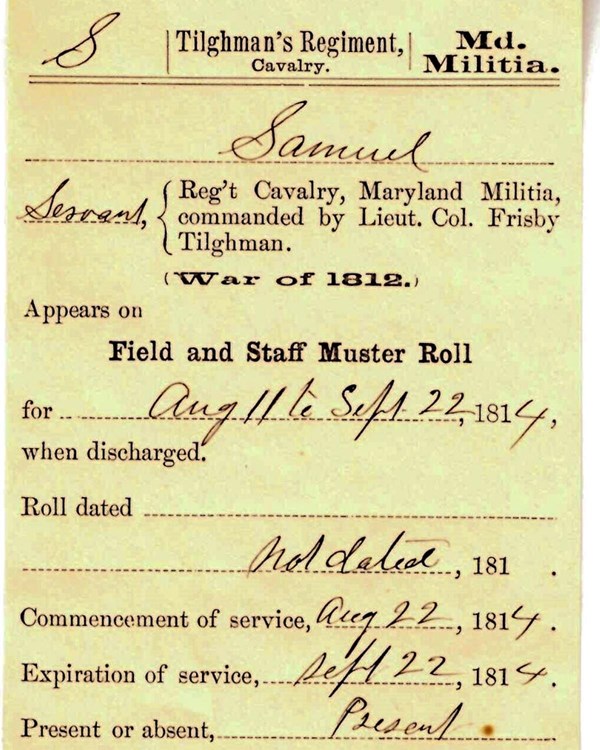 S Tilghman's Regiment, Md.
Cavalry. Militia.
Samuel
Servant, Reg't Cavalry, Maryland Militia,
commanded by Lieut. Col. Frisby
Tilghman.
(War of 1812.)
Appears on
Field and Staff Muster Roll
for Aug 11 to Sept 22, 1814,
when discharged.
Roll dated
not dated, 181 .
Commencement of service, Aug 22, 1814.
Expiration of service, Sept 22, 1814.
Present or absent, Present